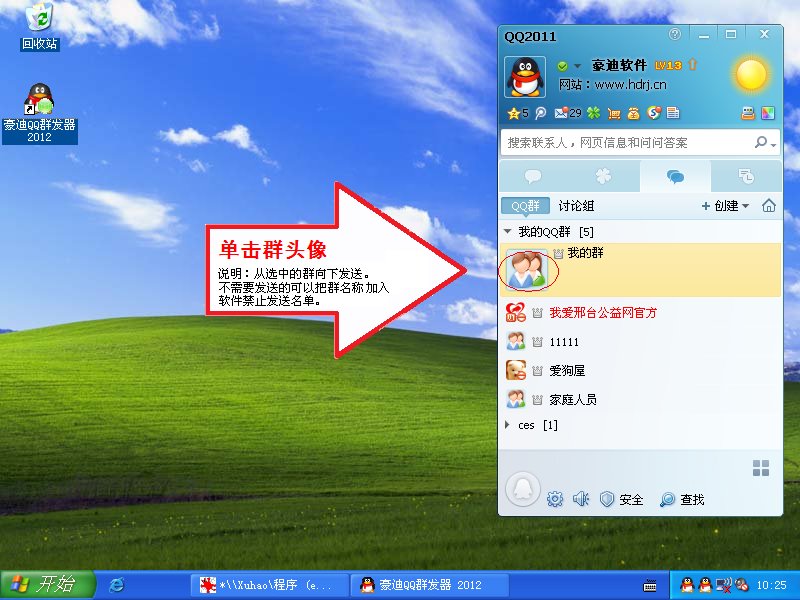 回收站
豪迪QQ群发器
2012
单击群头像
说明：从选中的群向下发送。
不需要发送的可以把群名称加入
软件禁止发送名单。
QQ2011
豪迪软件 LV13
网站：www.hdrj.cn
5
29
搜索联系人，网页信息和问问答案
QQ群 讨论组 + 创建
我的QQ群 [5]
我的群
我爱邢台公益网官方
11111
爱狗屋
家庭人员
ces [1]
安全 查找
开始
*\\Xuhao\程序 (e...
豪迪QQ群发器 2012
10:25